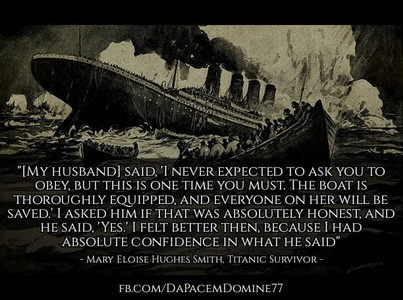 "[My husband] said, 'I never expected to ask you to
obey, but this is one time you must. The boat is
thoroughly equipped, and everyone on her will be
saved.' I asked him if that was absolutely honest, and
he said, 'Yes.' I felt better then, because I had
absolute confidence in what he said"
- Mary Eloise Hughes Smith, Titanic Survivor -
fb.com/DaPacemDomine77